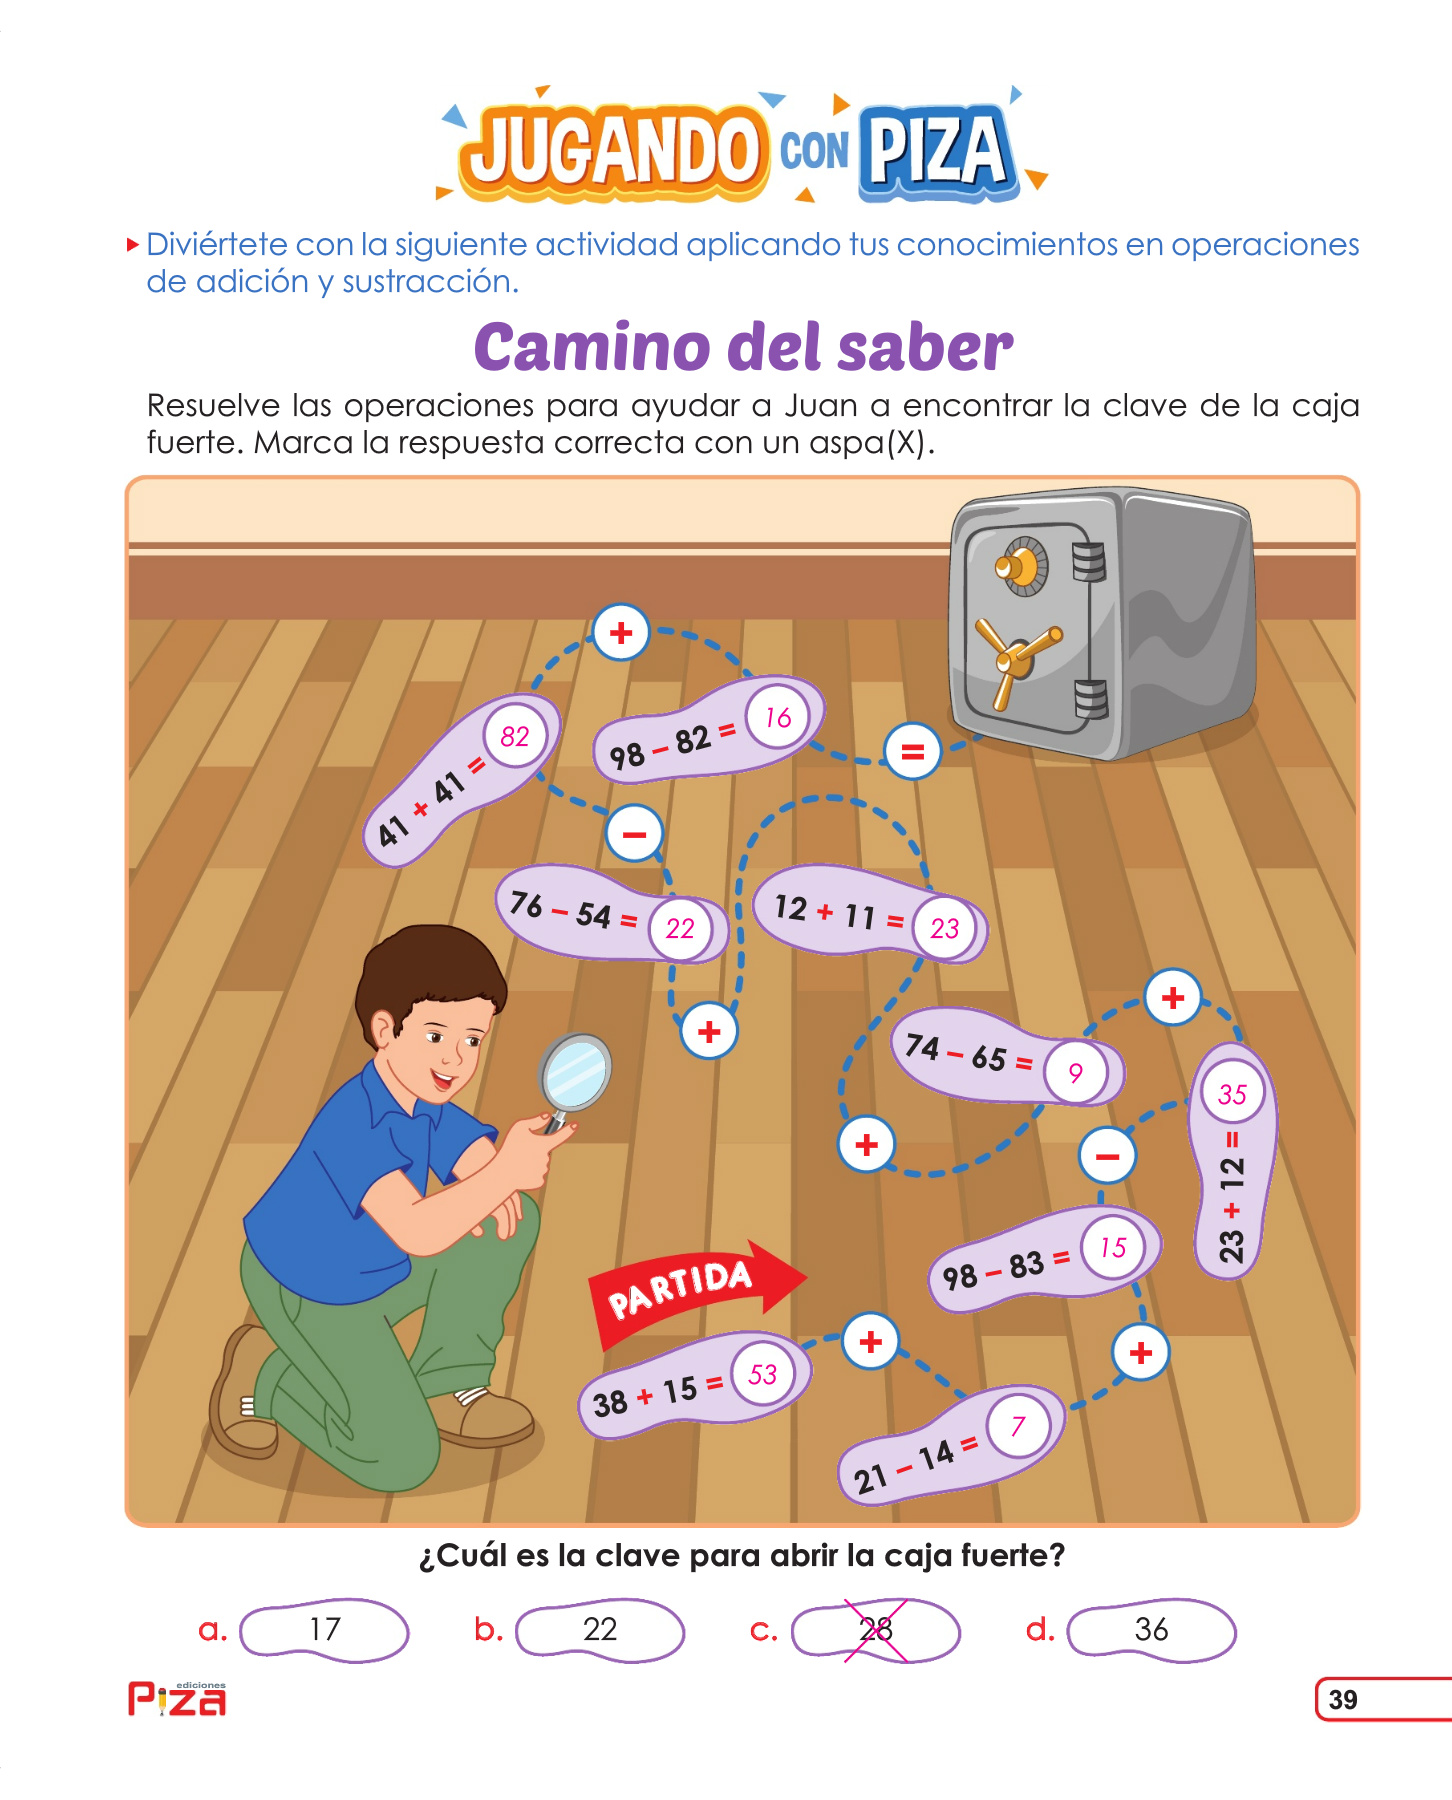 JUGANDO CON PIZA
Diviértete con la siguiente actividad aplicando tus conocimientos en operaciones
de adición y sustracción.
Camino del saber
Resuelve las operaciones para ayudar a Juan a encontrar la clave de la caja
fuerte. Marca la respuesta correcta con un aspa(X).
+
41 + 41 = 82
98 - 82 = 16
=
-
76 - 54 = 22
12 + 11 = 23
+
74 - 65 = 9
+
23 + 12 = 35
+
-
98 - 83 = 15
PARTIDA
38 + 15 = 53
+
+
21 - 14 = 7
¿Cuál es la clave para abrir la caja fuerte?
a. 17 b. 22 c. 28 d. 36
Piza ediciones
39